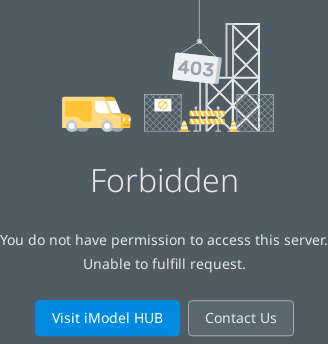 403
Forbidden
You do not have permission to access this server.
Unable to fulfill request.
Visit iModel HUB
Contact Us